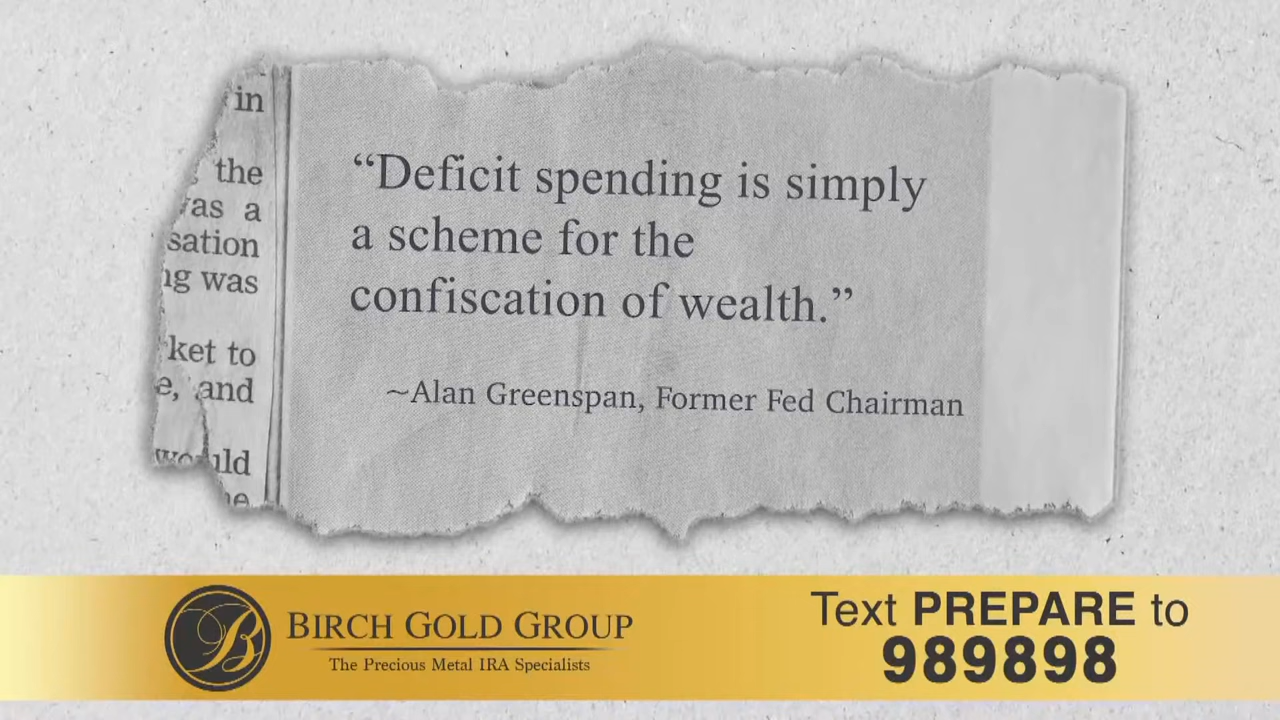 in
the
was a
sation
ng was
ket to
e, and
would
“Deficit spending is simply
a scheme for the
confiscation of wealth.”
~Alan Greenspan, Former Fed Chairman
B
BIRCH GOLD GROUP
The Precious Metal IRA Specialists
Text PREPARE to
989898